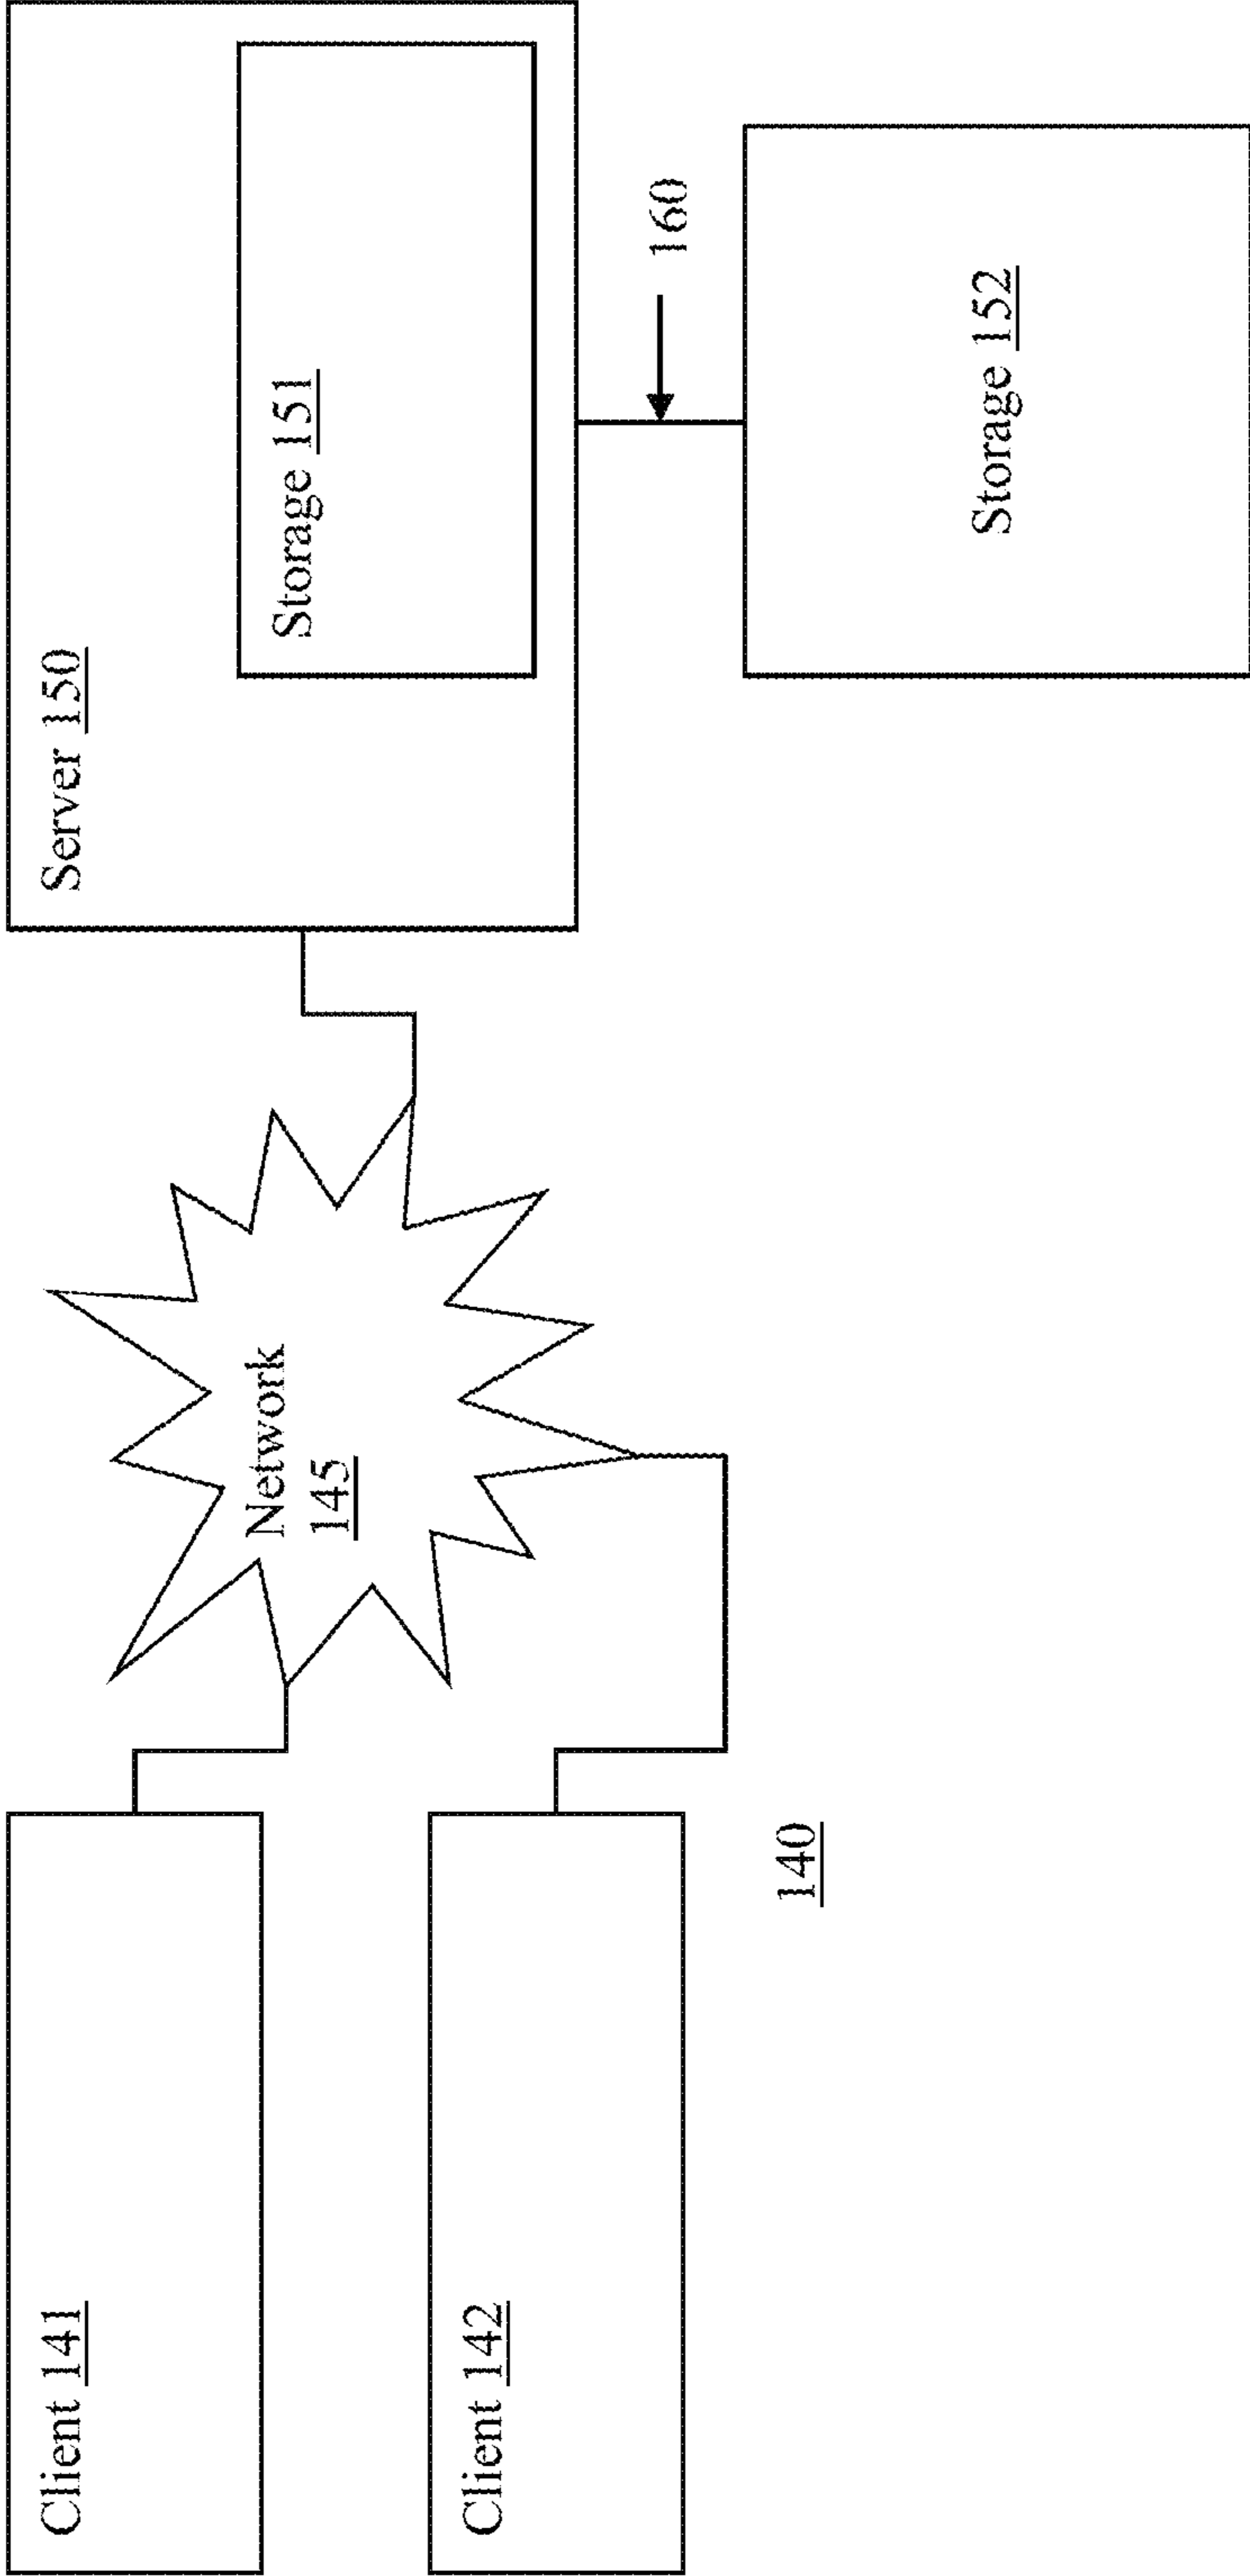 Client 141
Client 142
140
Network
145
Server 150
Storage 151
160
Storage 152